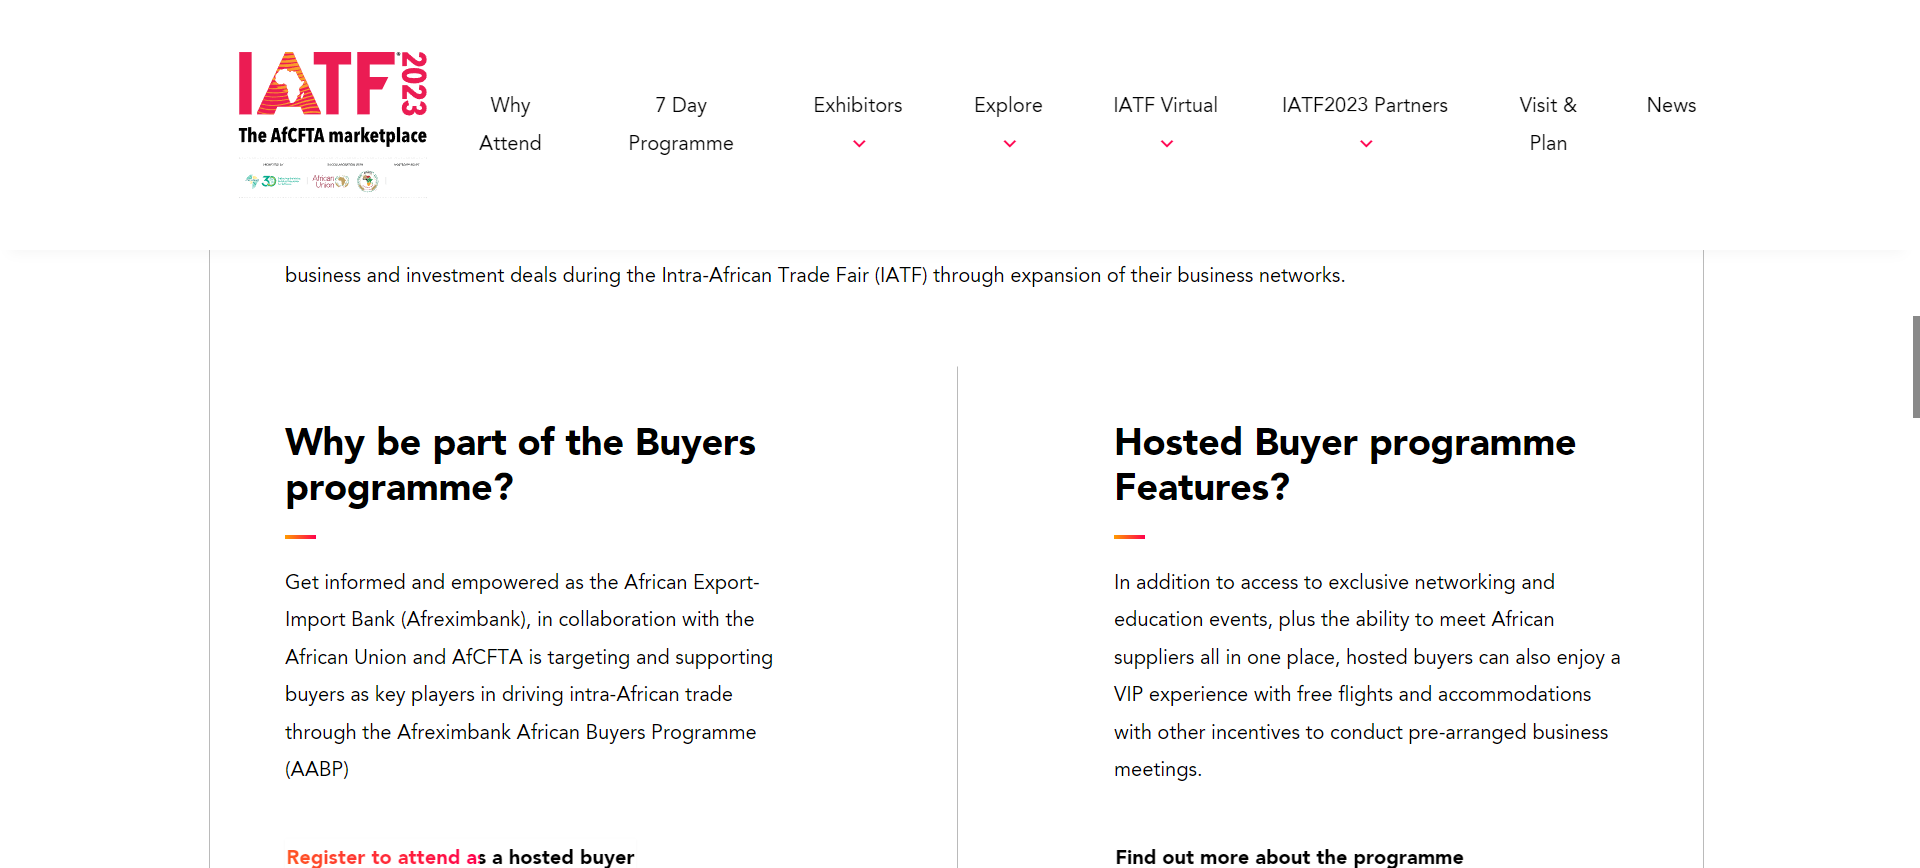 IATF 2023
The AfCFTA marketplace
African
Union
Why
Attend
7 Day
Programme
Exhibitors
Explore
IATF Virtual
IATF2023 Partners
Visit &
Plan
News
business and investment deals during the Intra-African Trade Fair (IATF) through expansion of their business networks.
Why be part of the Buyers
programme?
Get informed and empowered as the African Export-
Import Bank (Afreximbank), in collaboration with the
African Union and AfCFTA is targeting and supporting
buyers as key players in driving intra-African trade
through the Afreximbank African Buyers Programme
(AABP)
Register to attend as a hosted buyer
Hosted Buyer programme
Features?
In addition to access to exclusive networking and
education events, plus the ability to meet African
suppliers all in one place, hosted buyers can also enjoy a
VIP experience with free flights and accommodations
with other incentives to conduct pre-arranged business
meetings.
Find out more about the programme